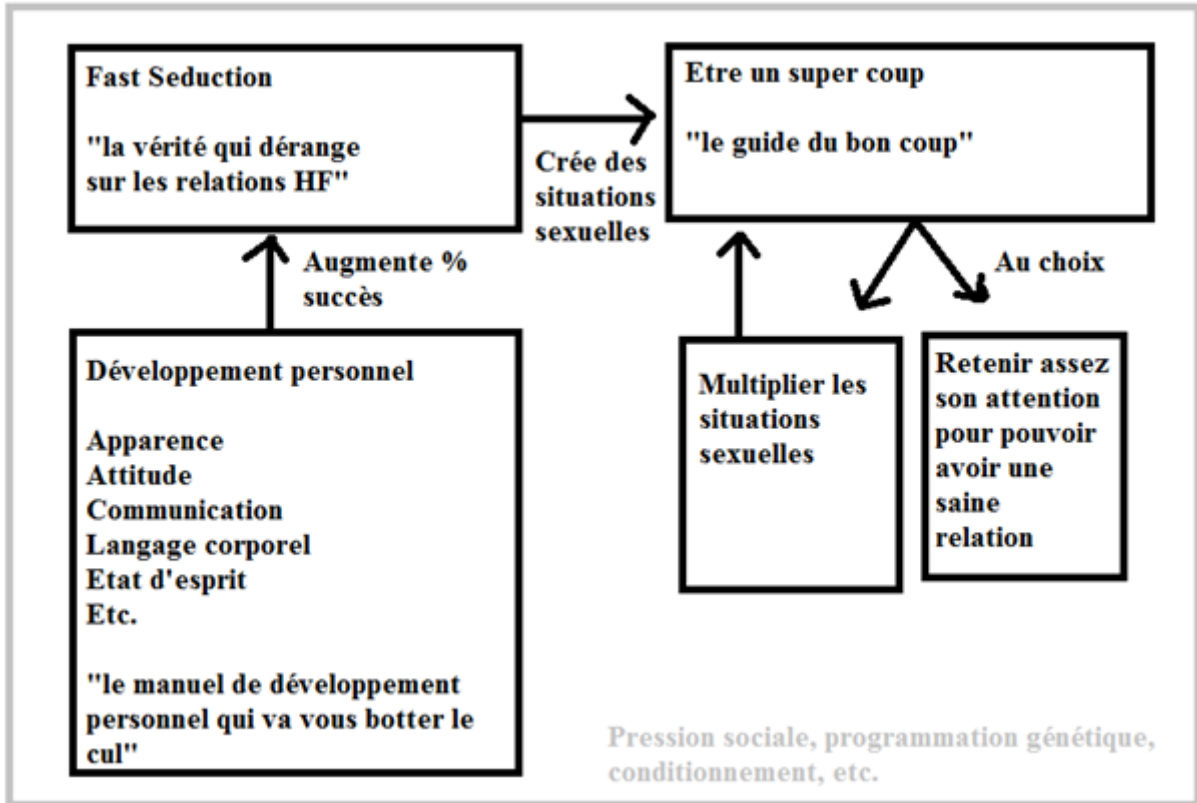 Fast Seduction
"la vérité qui dérange
sur les relations HF"
Crée des
situations
sexuelles
Etre un super coup
"le guide du bon coup"
Augmente %
succès
Au choix
Développement personnel
Apparence
Attitude
Communication
Langage corporel
Etat d'esprit
Etc.
"le manuel de développement
personnel qui va vous botter le
cul"
Multiplier les
situations
sexuelles
Retenir assez
son attention
pour pouvoir
avoir une
saine
relation
Pression sociale, programmation génétique,
conditionnement, etc.